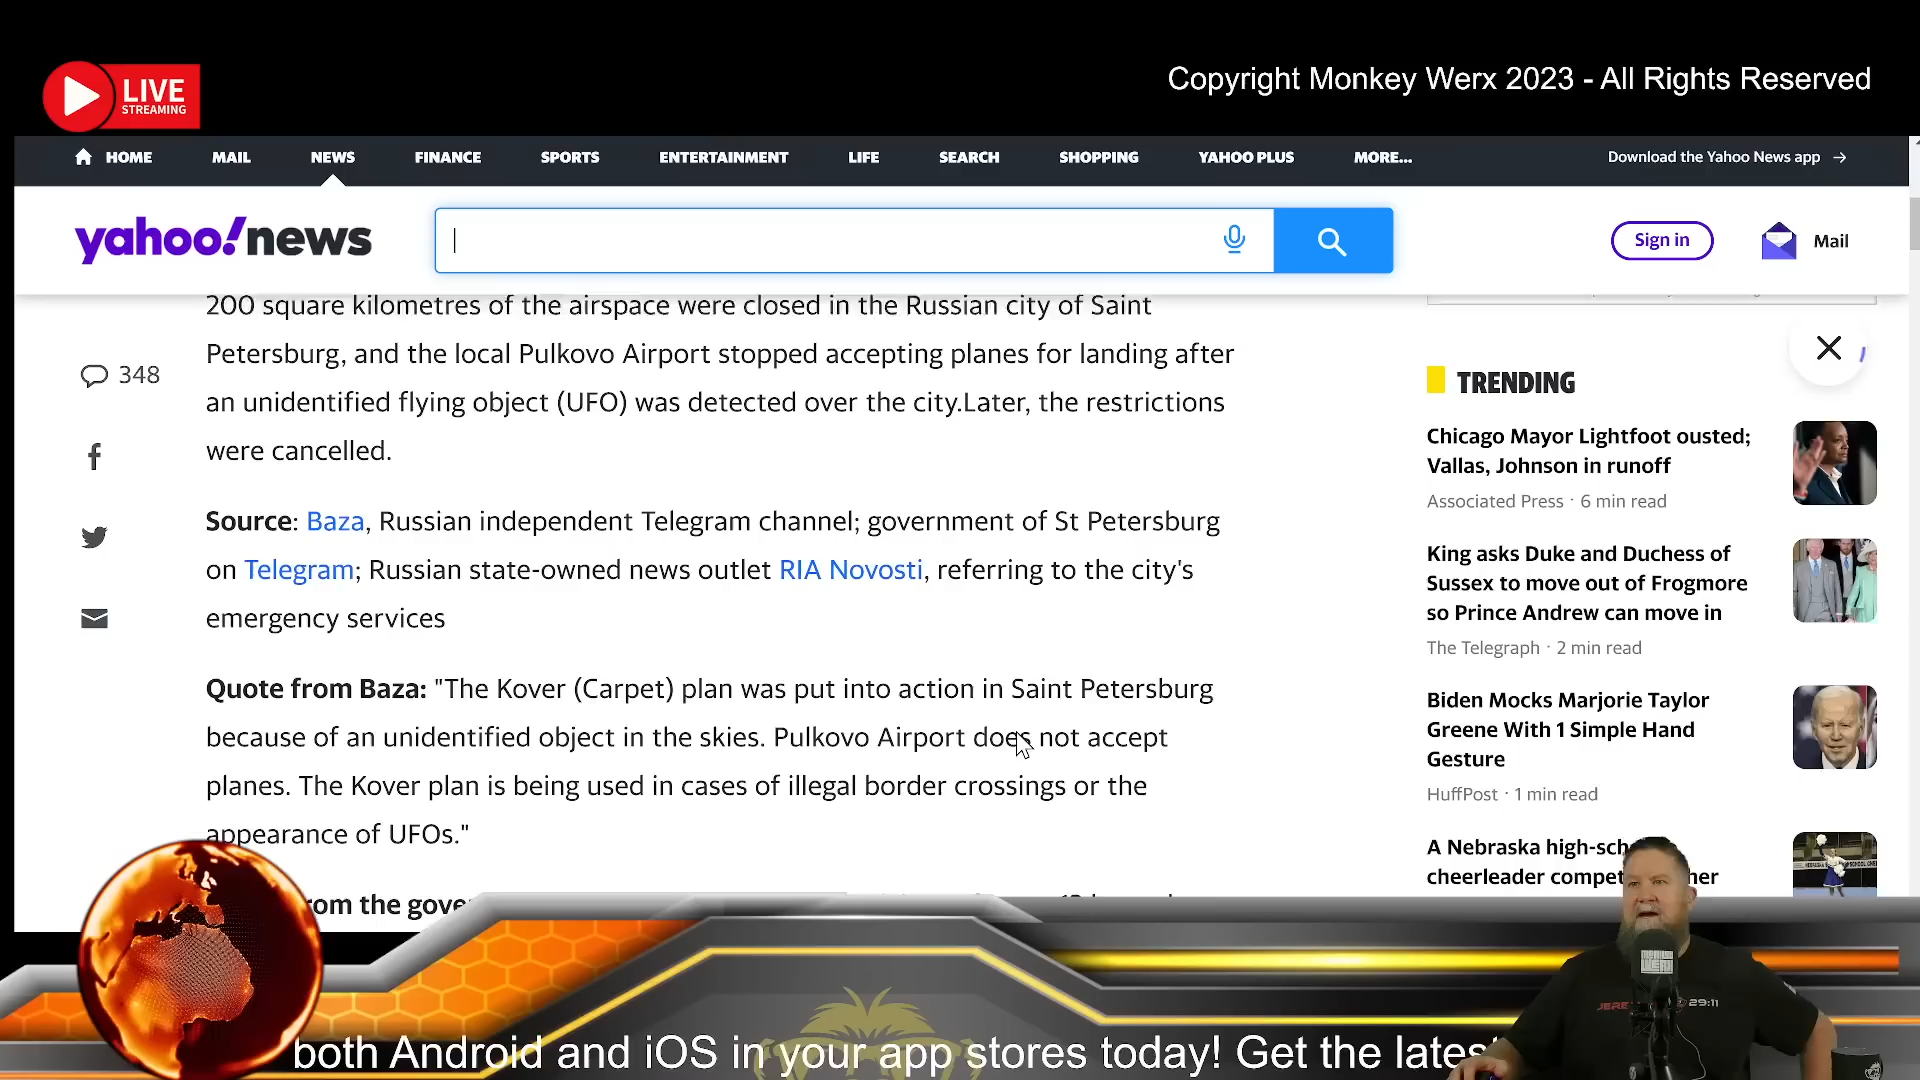 LIVE
STREAMING
Copyright Monkey Werx 2023 - All Rights Reserved
HOME MAIL NEWS FINANCE SPORTS ENTERTAINMENT LIFE SEARCH SHOPPING YAHOO PLUS MORE... Download the Yahoo News app →
yahoo!news
Sign in
Mail
200 square kilometres of the airspace were closed in the Russian city of Saint
Petersburg, and the local Pulkovo Airport stopped accepting planes for landing after
an unidentified flying object (UFO) was detected over the city.Later, the restrictions
were cancelled.
348
Source: Baza, Russian independent Telegram channel; government of St Petersburg
on Telegram; Russian state-owned news outlet RIA Novosti, referring to the city's
emergency services
Quote from Baza: "The Kover (Carpet) plan was put into action in Saint Petersburg
because of an unidentified object in the skies. Pulkovo Airport does not accept
planes. The Kover plan is being used in cases of illegal border crossings or the
appearance of UFOs."
from the gove
TRENDING
Chicago Mayor Lightfoot ousted;
Vallas, Johnson in runoff
Associated Press · 6 min read
King asks Duke and Duchess of
Sussex to move out of Frogmore
so Prince Andrew can move in
The Telegraph · 2 min read
Biden Mocks Marjorie Taylor
Greene With 1 Simple Hand
Gesture
HuffPost · 1 min read
A Nebraska high-sch
cheerleader compet
JERE 29:11
both Android and iOS in your app stores today! Get the latest